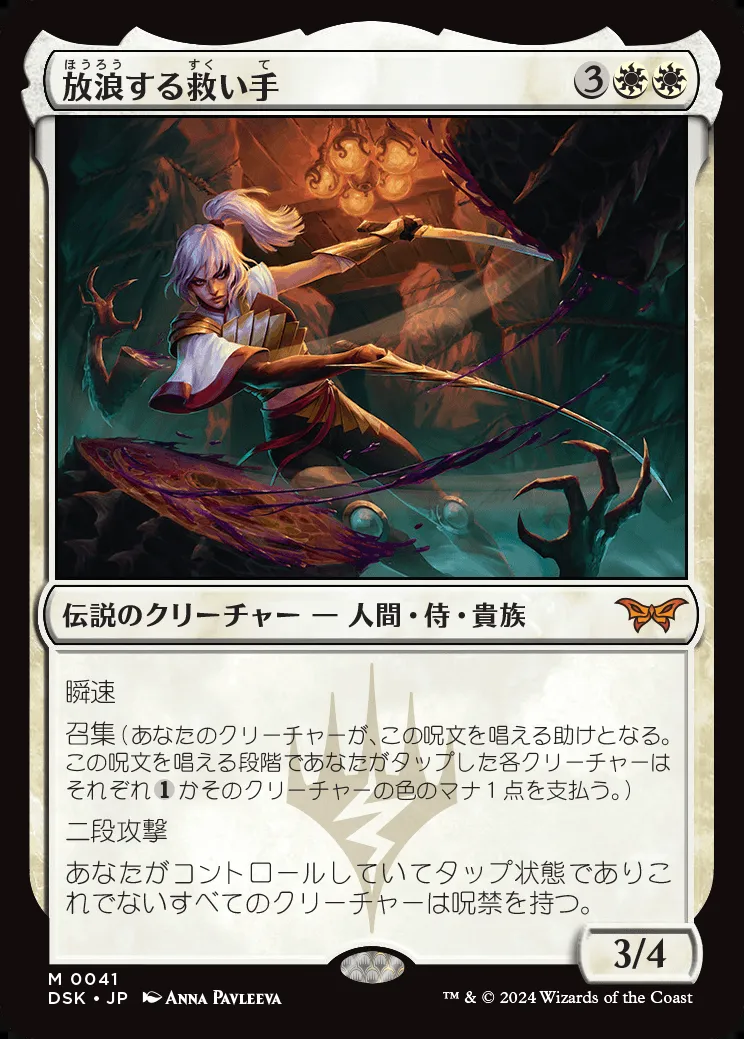 ほうろう すく て
放浪する救い手 3
伝説のクリーチャー — 人間・侍・貴族
瞬速
召集（あなたのクリーチャーが、この呪文を唱える助けとなる。
この呪文を唱える段階であなたがタップした各クリーチャーは
それぞれ1かそのクリーチャーの色のマナ１点を支払う。）
二段攻撃
あなたがコントロールしていてタップ状態でありこ
れでないすべてのクリーチャーは呪禁を持つ。
3/4
M 0041
DSK • JP ANNA PAVLEEVA
™ & © 2024 Wizards of the Coast